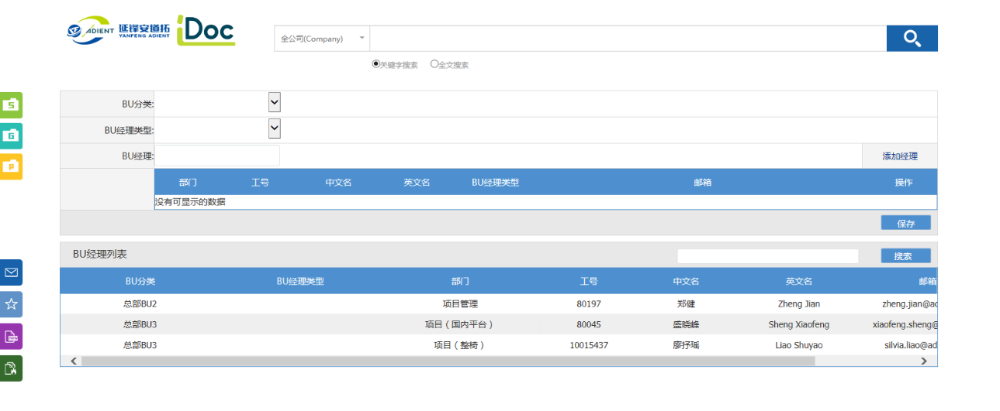 ADIENT 延锋安道拓 YANFENG ADIENT iDoc
全公司(Company)
关键字搜索 全文搜索
S
BU分类:
G
BU经理类型:
P
BU经理: 添加经理
部门 工号 中文名 英文名 BU经理类型 邮箱 操作
没有可显示的数据
保存
BU经理列表 搜索
BU分类 BU经理类型 部门 工号 中文名 英文名 邮箱
总部BU2 项目管理 80197 郑健 Zheng Jian zheng.jian@ad
总部BU3 项目（国内平台） 80045 盛晓峰 Sheng Xiaofeng xiaofeng.sheng@
总部BU3 项目（整椅） 10015437 廖抒瑶 Liao Shuyao silvia.liao@ad